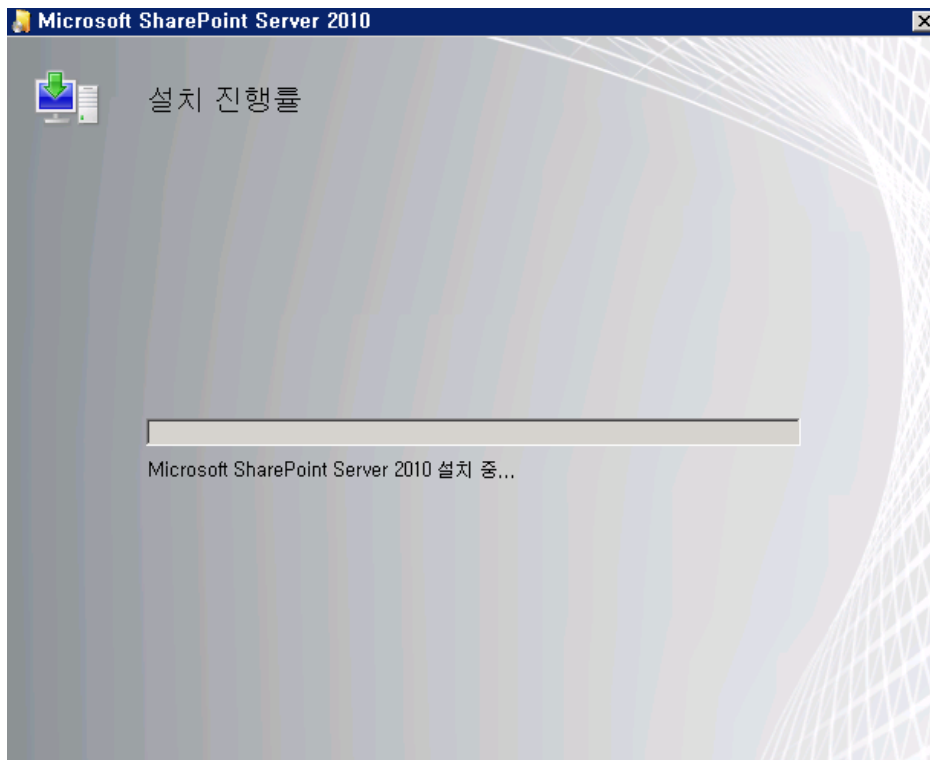 Microsoft SharePoint Server 2010
설치 진행률
Microsoft SharePoint Server 2010 설치 중...